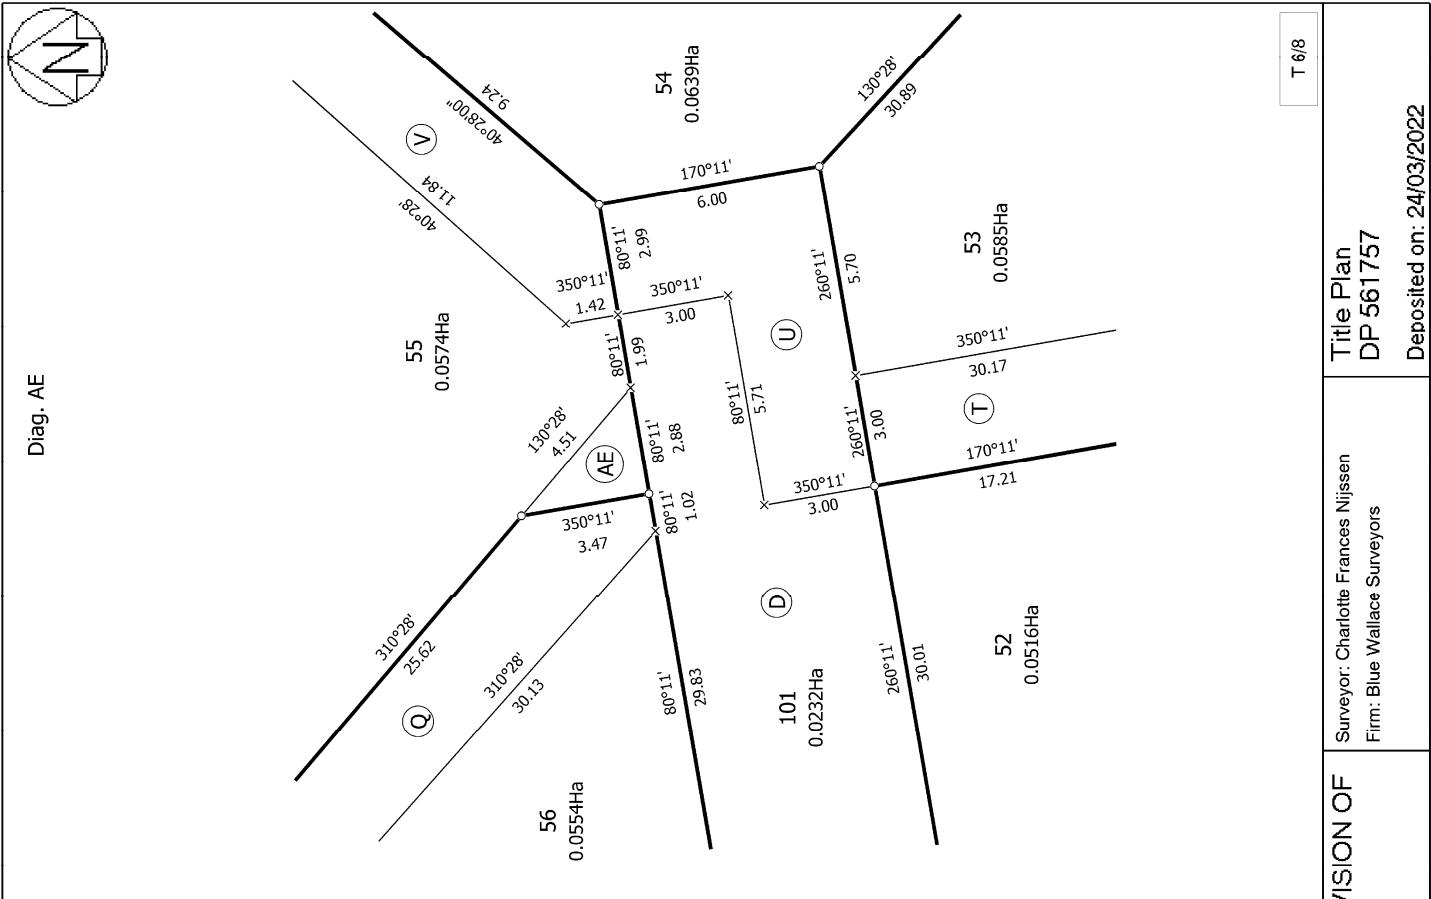 N
Diag. AE
T 6/8
9.24
40°28'00"
V
11.84
40°28'
54
0.0639Ha
130°28'
30.89
170°11'
6.00
80°11'
2.99
350°11'
1.42
350°11'
3.00
80°11'
1.99
260°11'
5.70
53
0.0585Ha
55
0.0574Ha
U
350°11'
30.17
T
80°11'
5.71
130°28'
4.51
AE
80°11'
2.88
260°11'
3.00
170°11'
17.21
350°11'
3.00
80°11'
1.02
350°11'
3.47
D
310°28'
25.62
310°28'
30.13
Q
80°11'
29.83
101
0.0232Ha
260°11'
30.01
52
0.0516Ha
56
0.0554Ha
Title Plan
DP 561757
Deposited on: 24/03/2022
Surveyor: Charlotte Frances Nijssen
Firm: Blue Wallace Surveyors
VISION OF